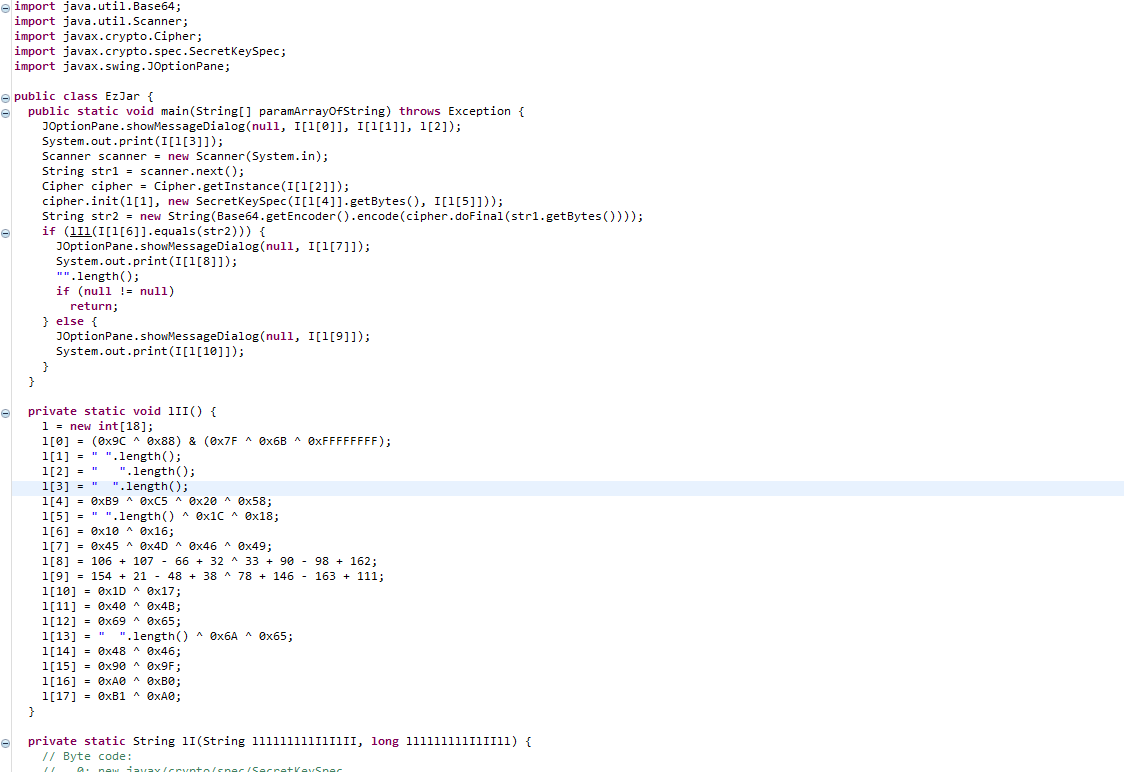 import java.util.Base64;
import java.util.Scanner;
import javax.crypto.Cipher;
import javax.crypto.spec.SecretKeySpec;
import javax.swing.JOptionPane;
public class EzJar {
  public static void main(String[] paramArrayOfString) throws Exception {
    JOptionPane.showMessageDialog(null, I[l[0]], I[l[1]], l[2]);
    System.out.print(I[l[3]]);
    Scanner scanner = new Scanner(System.in);
    String str1 = scanner.next();
    Cipher cipher = Cipher.getInstance(I[l[2]]);
    cipher.init(l[1], new SecretKeySpec(I[l[4]].getBytes(), I[l[5]]));
    String str2 = new String(Base64.getEncoder().encode(cipher.doFinal(str1.getBytes())));
    if (lIl(I[l[6]].equals(str2))) {
      JOptionPane.showMessageDialog(null, I[l[7]]);
      System.out.print(I[l[8]]);
      "".length();
      if (null != null)
        return;
    } else {
      JOptionPane.showMessageDialog(null, I[l[9]]);
      System.out.print(I[l[10]]);
    }
  }
  private static void lII() {
    l = new int[18];
    l[0] = (0x9C ^ 0x88) & (0x7F ^ 0x6B ^ 0xFFFFFFFF);
    l[1] = " ".length();
    l[2] = "   ".length();
    l[3] = "  ".length();
    l[4] = 0xB9 ^ 0xC5 ^ 0x20 ^ 0x58;
    l[5] = " ".length() ^ 0x1C ^ 0x18;
    l[6] = 0x10 ^ 0x16;
    l[7] = 0x45 ^ 0x4D ^ 0x46 ^ 0x49;
    l[8] = 106 + 107 - 66 + 32 ^ 33 + 90 - 98 + 162;
    l[9] = 154 + 21 - 48 + 38 ^ 78 + 146 - 163 + 111;
    l[10] = 0x1D ^ 0x17;
    l[11] = 0x40 ^ 0x4B;
    l[12] = 0x69 ^ 0x65;
    l[13] = "  ".length() ^ 0x6A ^ 0x65;
    l[14] = 0x48 ^ 0x46;
    l[15] = 0x90 ^ 0x9F;
    l[16] = 0xA0 ^ 0xB0;
    l[17] = 0xB1 ^ 0xA0;
  }
  private static String lI(String lllllllllIlIlII, long lllllllllIlIIll) {
    // Byte code:
    //   0: new javax/crypto/spec/SecretKeySpec